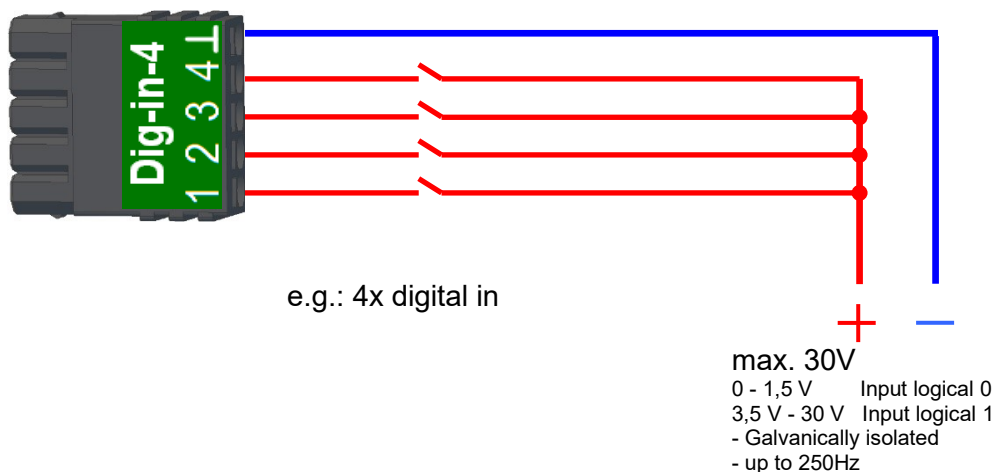 Dig-in-4
1 2 3 4 ⊥
e.g.: 4x digital in
+ −
max. 30V
0 - 1,5 V Input logical 0
3,5 V - 30 V Input logical 1
- Galvanically isolated
- up to 250Hz